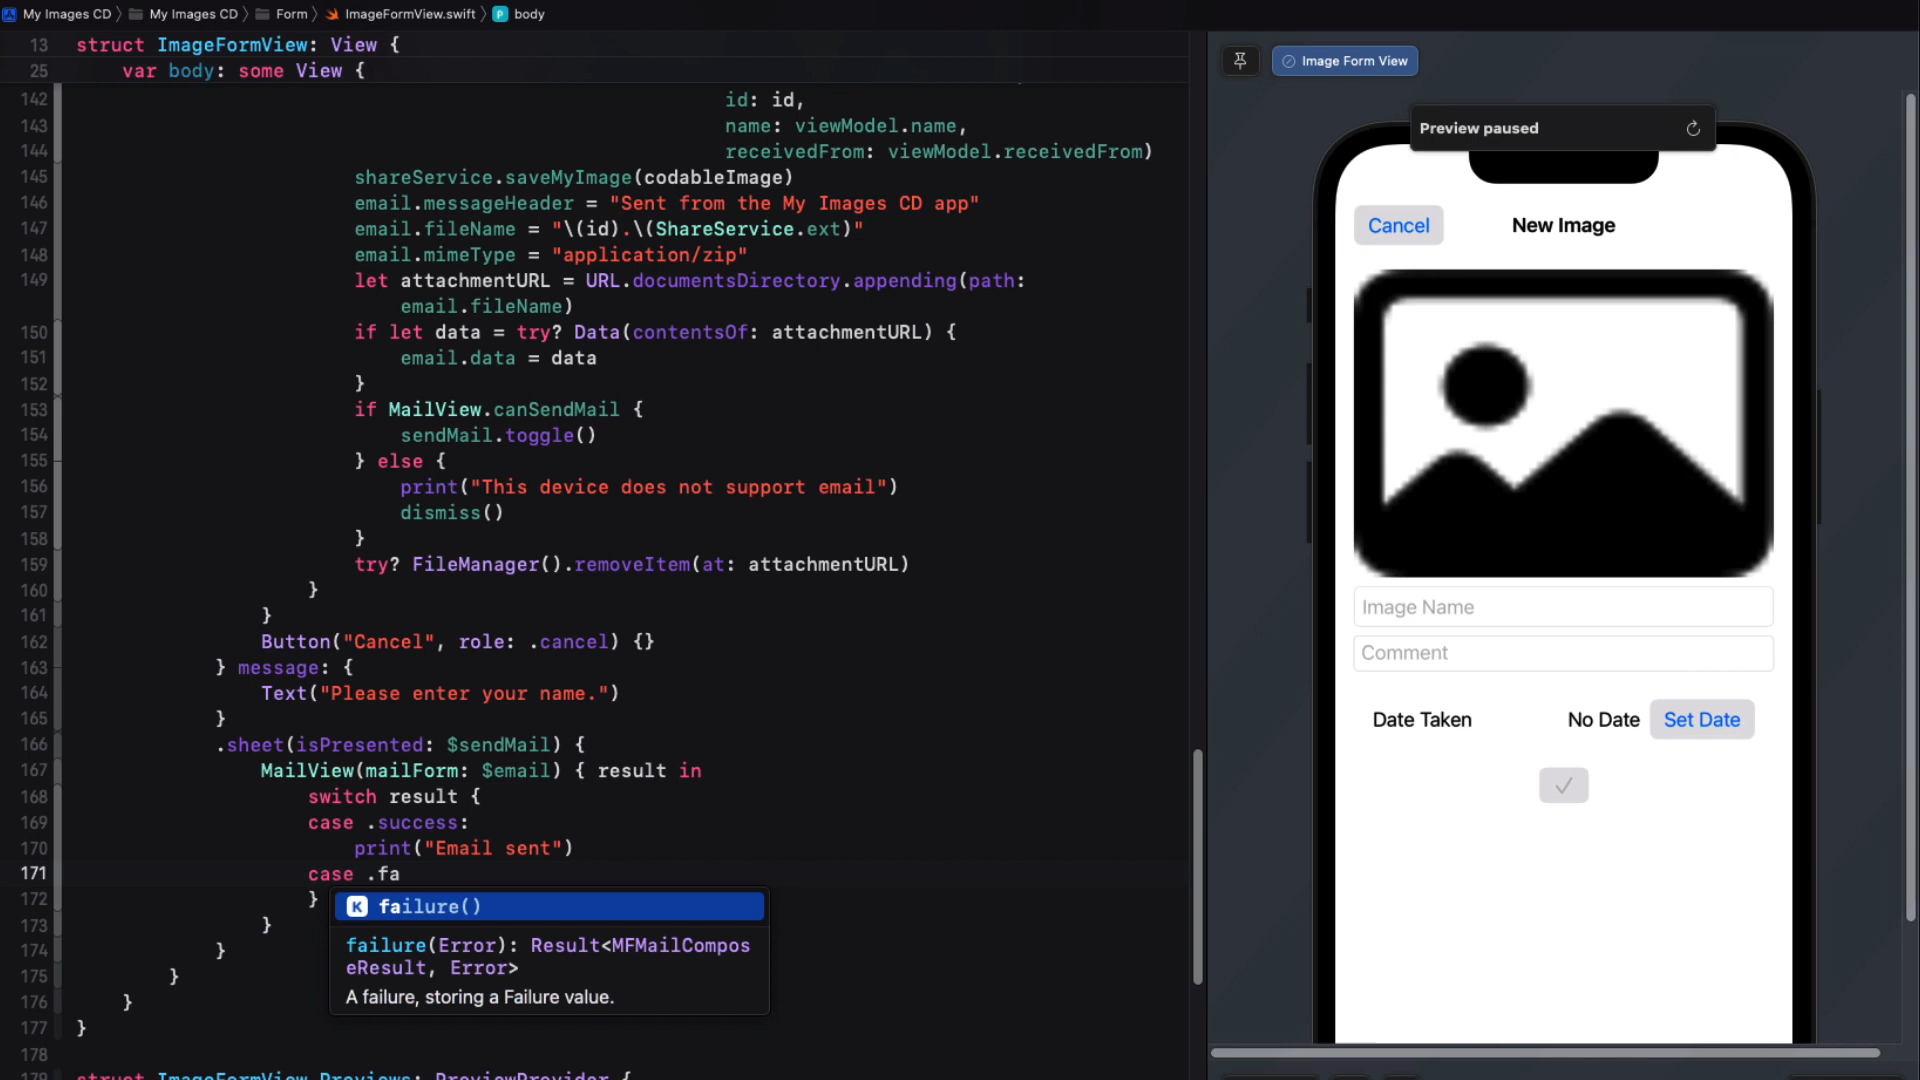 My Images CD 〉 My Images CD 〉 Form 〉 ImageFormView.swift 〉 P body
13 struct ImageFormView: View {
25 var body: some View {
142 id: id,
143 name: viewModel.name,
144 receivedFrom: viewModel.receivedFrom)
145 shareService.saveMyImage(codableImage)
146 email.messageHeader = "Sent from the My Images CD app"
147 email.fileName = "\(id).\(ShareService.ext)"
148 email.mimeType = "application/zip"
149 let attachmentURL = URL.documentsDirectory.appending(path:
email.fileName)
150 if let data = try? Data(contentsOf: attachmentURL) {
151 email.data = data
152 }
153 if MailView.canSendMail {
154 sendMail.toggle()
155 } else {
156 print("This device does not support email")
157 dismiss()
158 }
159 try? FileManager().removeItem(at: attachmentURL)
160 }
161 }
162 Button("Cancel", role: .cancel) {}
163 } message: {
164 Text("Please enter your name.")
165 }
166 .sheet(isPresented: $sendMail) {
167 MailView(mailForm: $email) { result in
168 switch result {
169 case .success:
170 print("Email sent")
171 case .fa
172 }
173 }
174 }
175 }
176 }
177 }
178
179 struct ImageFormView_Previews: PreviewProvider {
K failure()
failure(Error): Result<MFMailCompos
eResult, Error>
A failure, storing a Failure value.
Image Form View
Preview paused
Cancel
New Image
Image Name
Comment
Date Taken No Date Set Date